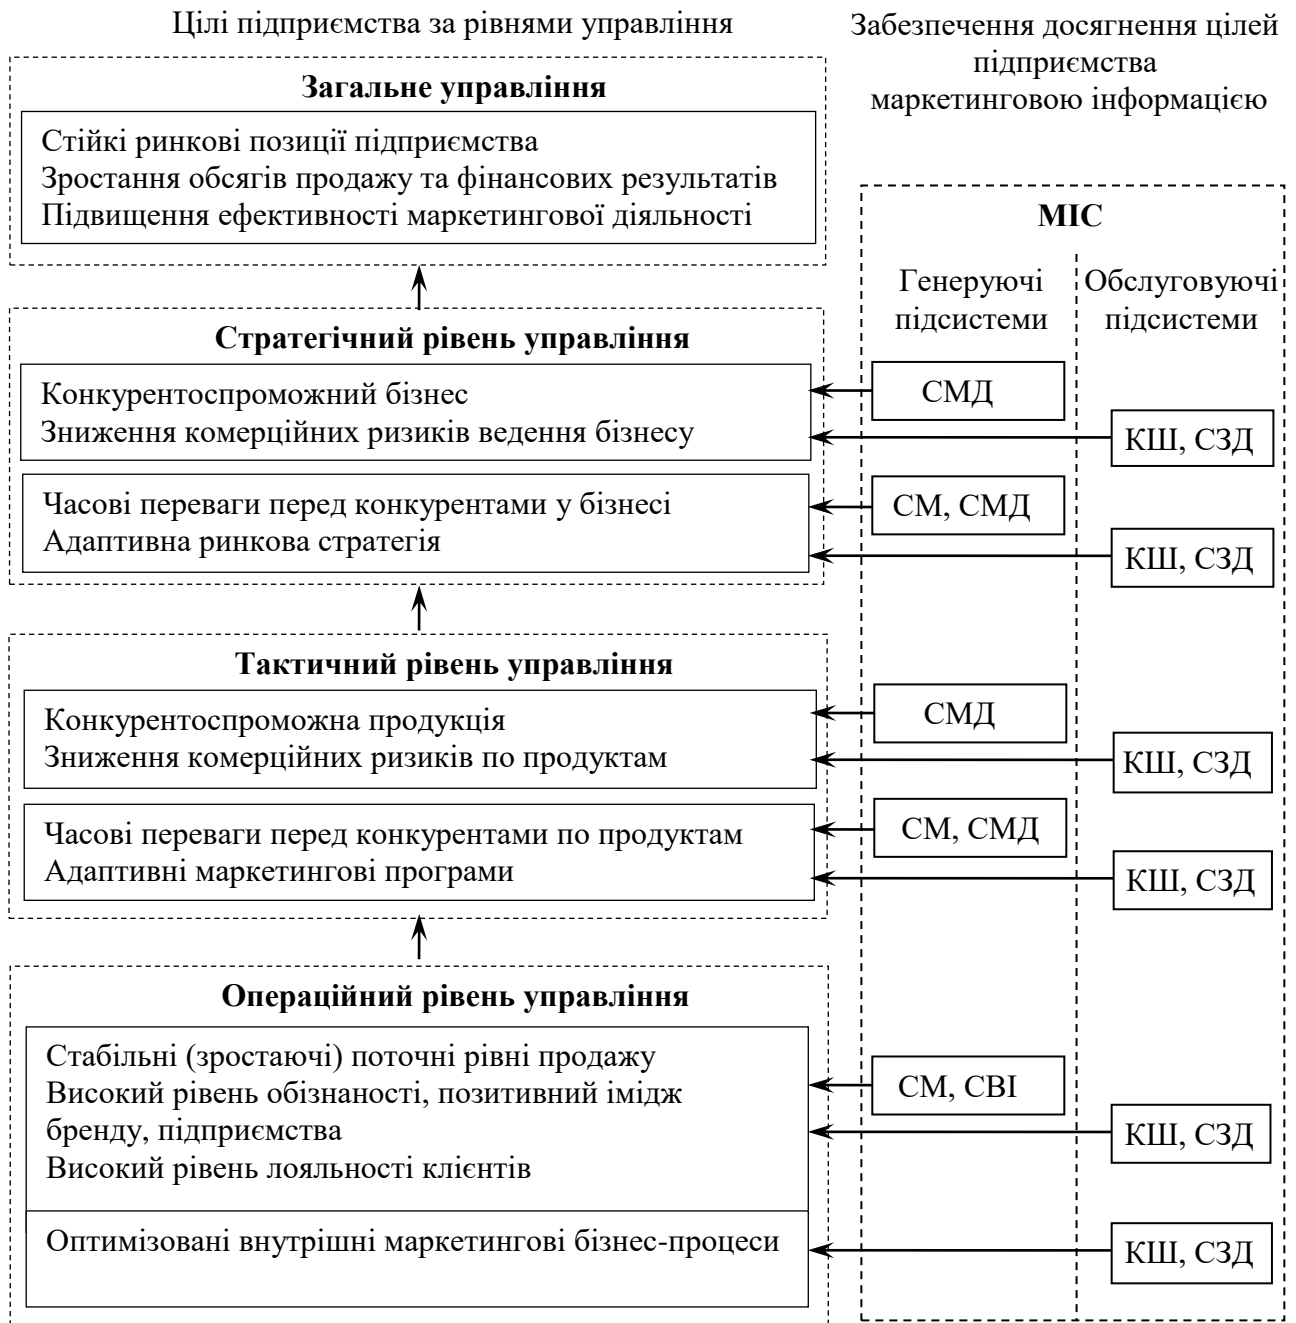 Цілі підприємства за рівнями управління
Забезпечення досягнення цілей
підприємства
маркетинговою інформацією
Загальне управління
Стійкі ринкові позиції підприємства
Зростання обсягів продажу та фінансових результатів
Підвищення ефективності маркетингової діяльності
МІС
Генеруючі
підсистеми
Обслуговуючі
підсистеми
Стратегічний рівень управління
Конкурентоспроможний бізнес
Зниження комерційних ризиків ведення бізнесу
СМД
КШ, СЗД
Часові переваги перед конкурентами у бізнесі
Адаптивна ринкова стратегія
СМ, СМД
КШ, СЗД
Тактичний рівень управління
Конкурентоспроможна продукція
Зниження комерційних ризиків по продуктам
СМД
КШ, СЗД
Часові переваги перед конкурентами по продуктам
Адаптивні маркетингові програми
СМ, СМД
КШ, СЗД
Операційний рівень управління
Стабільні (зростаючі) поточні рівні продажу
Високий рівень обізнаності, позитивний імідж
бренду, підприємства
Високий рівень лояльності клієнтів
СМ, СВІ
КШ, СЗД
Оптимізовані внутрішні маркетингові бізнес-процеси
КШ, СЗД